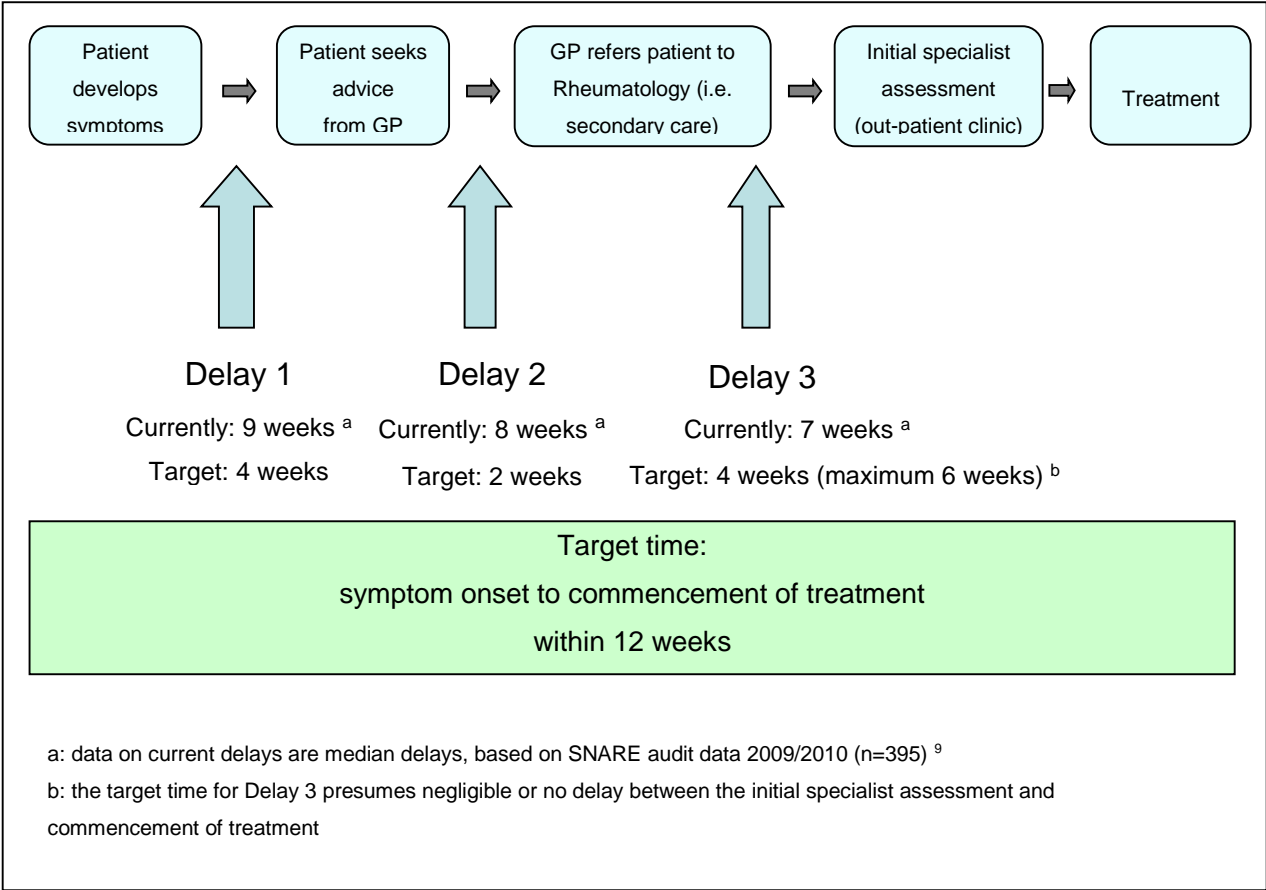 Patient
develops
symptoms
Patient seeks
advice
from GP
GP refers patient to
Rheumatology (i.e.
secondary care)
Initial specialist
assessment
(out-patient clinic)
Treatment
Delay 1
Currently: 9 weeks a
Target: 4 weeks
Delay 2
Currently: 8 weeks a
Target: 2 weeks
Delay 3
Currently: 7 weeks a
Target: 4 weeks (maximum 6 weeks) b
Target time:
symptom onset to commencement of treatment
within 12 weeks
a: data on current delays are median delays, based on SNARE audit data 2009/2010 (n=395) 9
b: the target time for Delay 3 presumes negligible or no delay between the initial specialist assessment and
commencement of treatment